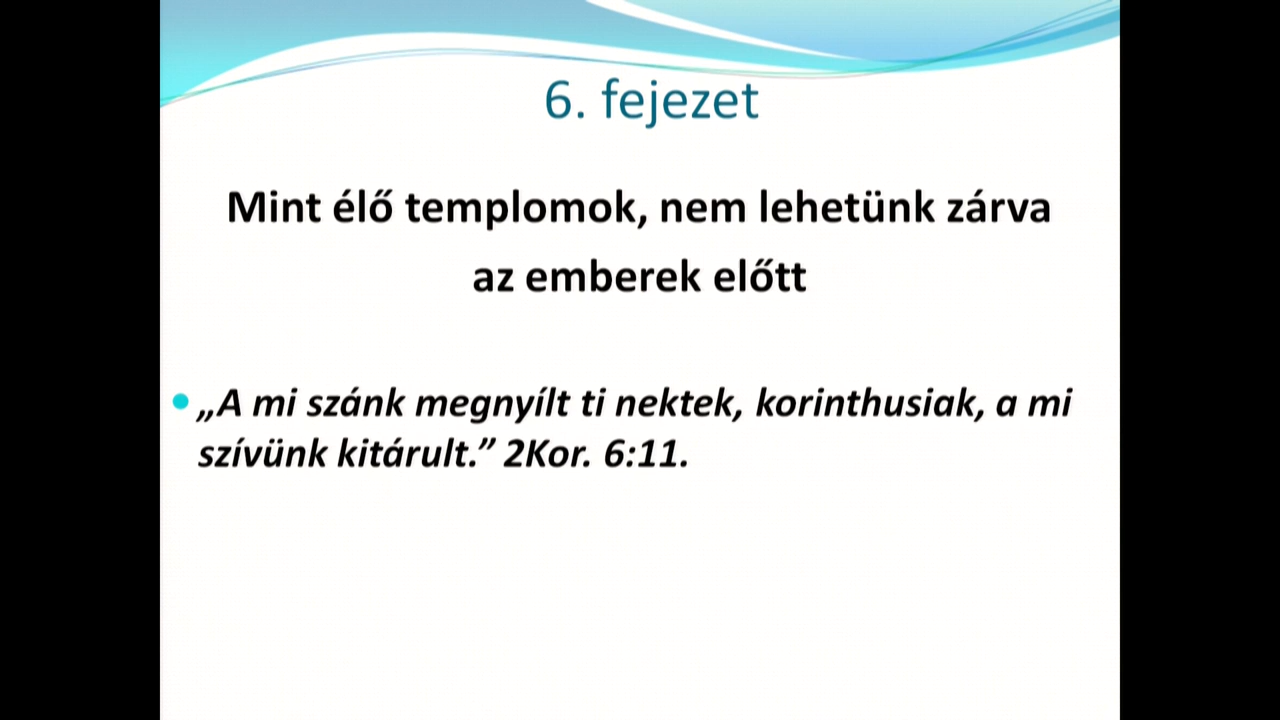 6. fejezet
Mint élő templomok, nem lehetünk zárva
az emberek előtt
„A mi szánk megnyílt ti nektek, korinthusiak, a mi
szívünk kitárult.” 2Kor. 6:11.